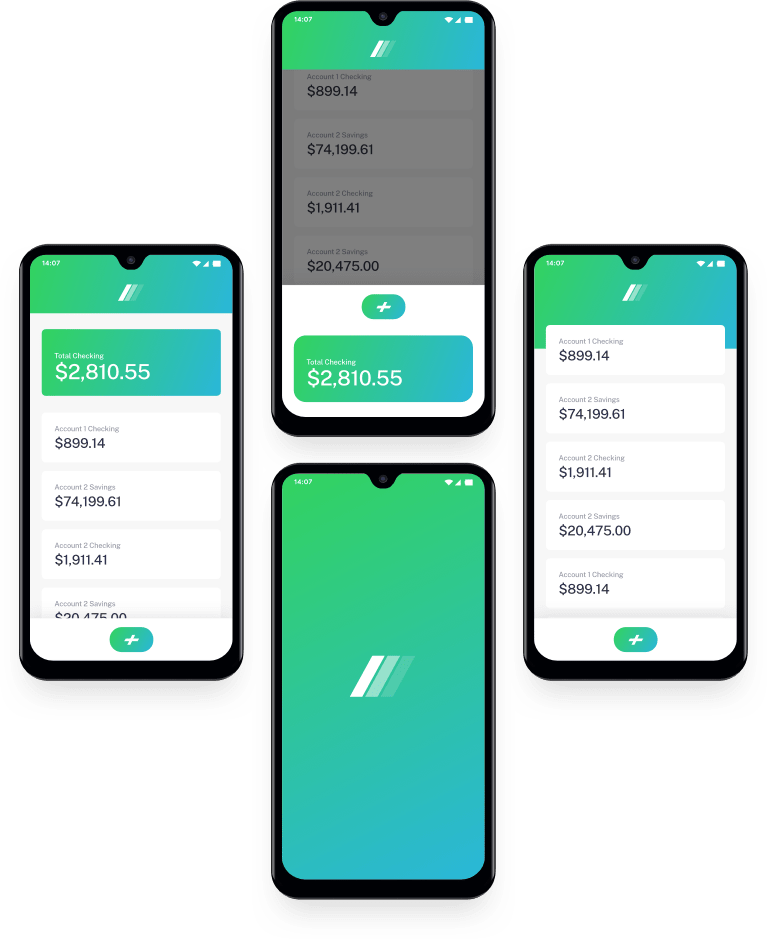 14:07
Account 1 Checking
$899.14
Account 2 Savings
$74,199.61
Account 2 Checking
$1,911.41
Account 2 Savings
$20,475.00
Total Checking
$2,810.55
14:07
Total Checking
$2,810.55
Account 1 Checking
$899.14
Account 2 Savings
$74,199.61
Account 2 Checking
$1,911.41
Account 2 Savings
$20,475.00
14:07
Account 1 Checking
$899.14
Account 2 Savings
$74,199.61
Account 2 Checking
$1,911.41
Account 2 Savings
$20,475.00
Account 1 Checking
$899.14
14:07